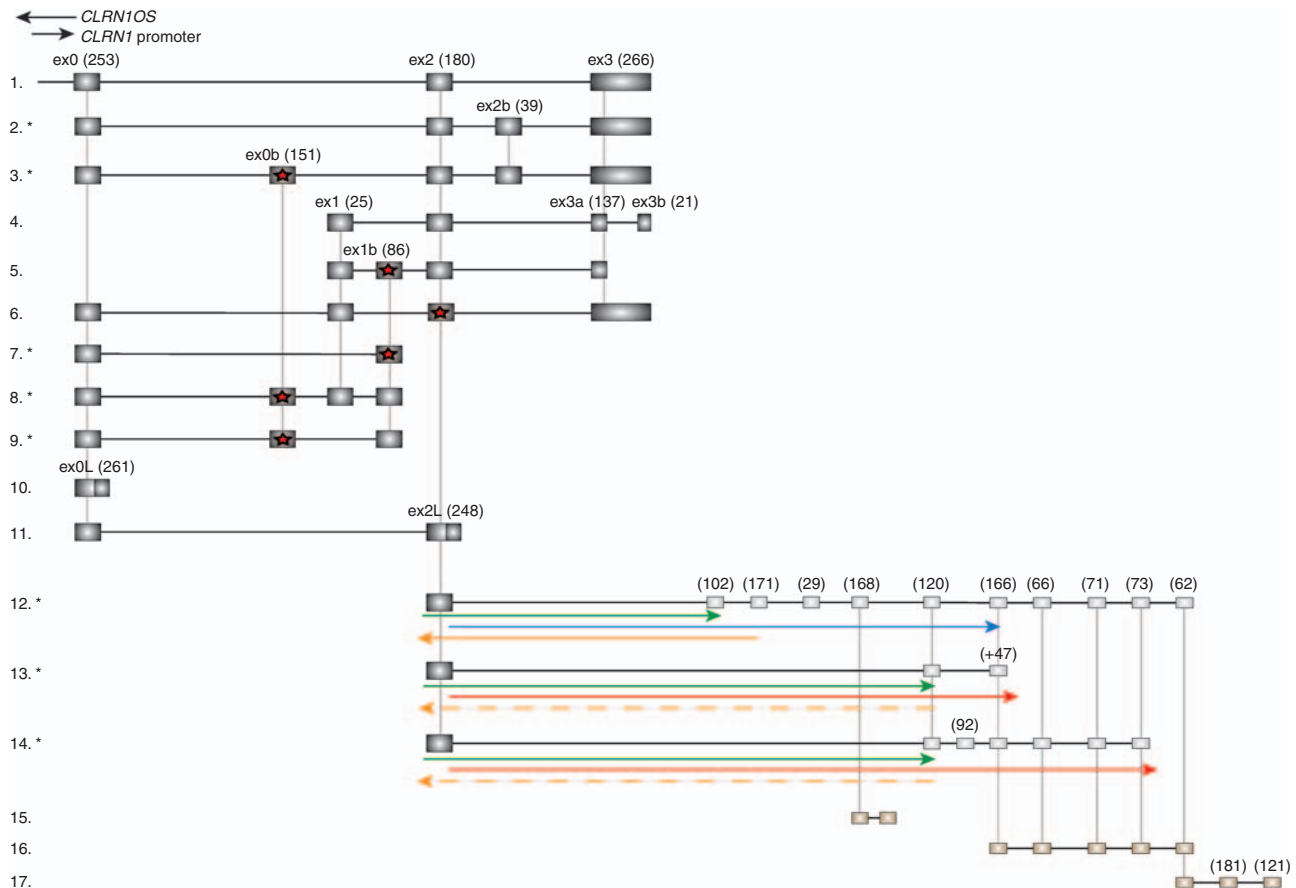 CLRN1OS
CLRN1 promoter
ex0 (253) ex2 (180) ex3 (266)
1.
ex2b (39)
2. *
ex0b (151)
3. *
ex1 (25) ex3a (137) ex3b (21)
4.
ex1b (86)
5.
6.
7. *
8. *
9. *
ex0L (261)
10.
ex2L (248)
11.
(102) (171) (29) (168) (120) (166) (66) (71) (73) (62)
12. *
(+47)
13. *
(92)
14. *
15.
16.
(181) (121)
17.